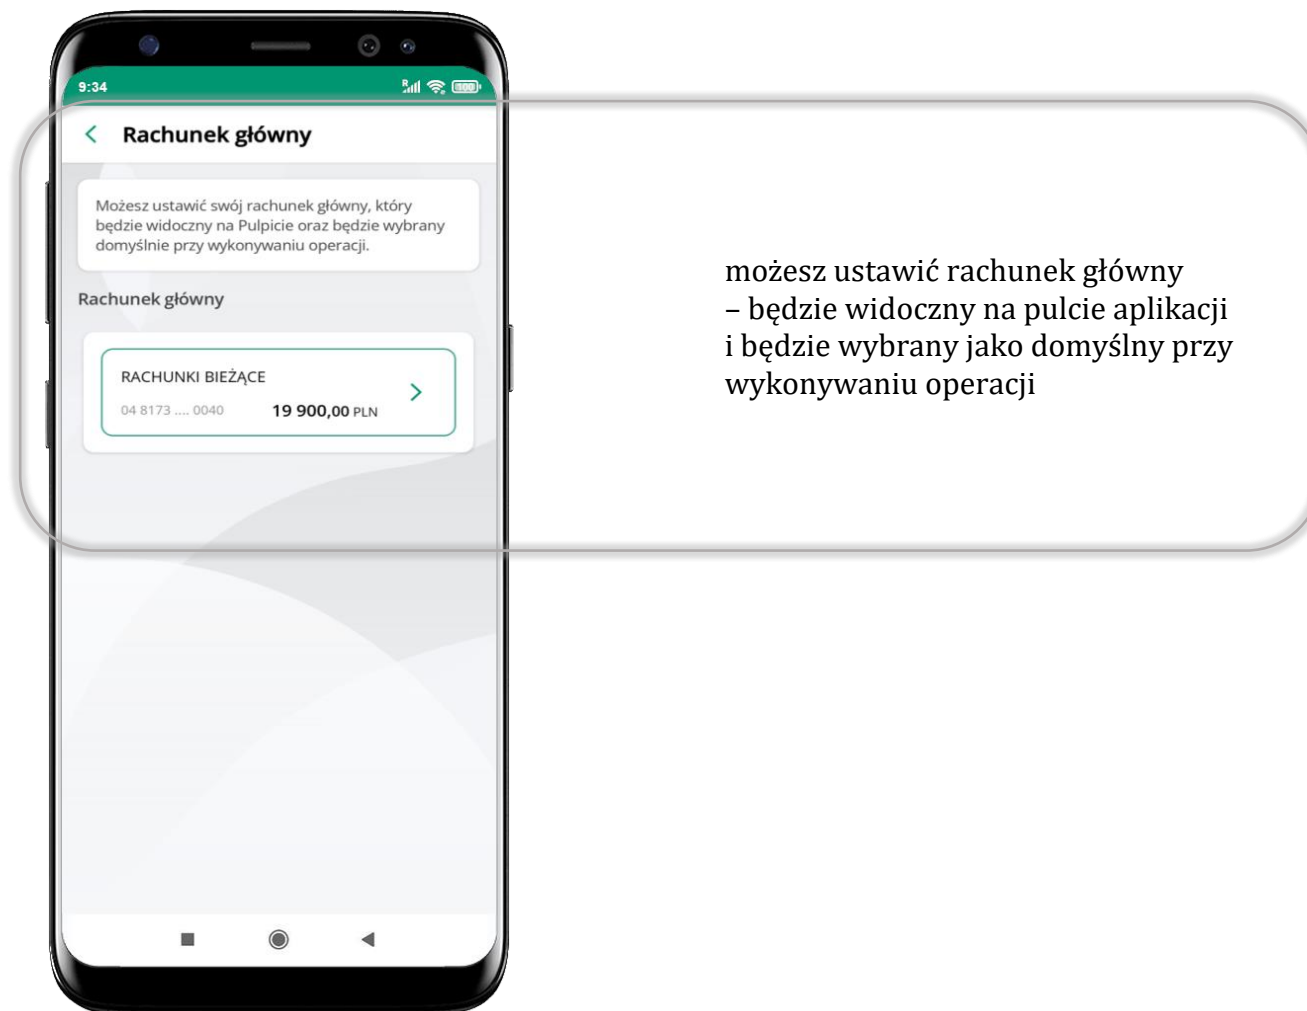 9:34
R
100
Rachunek główny
Możesz ustawić swój rachunek główny, który
będzie widoczny na Pulpicie oraz będzie wybrany
domyślnie przy wykonywaniu operacji.
Rachunek główny
RACHUNKI BIEŻĄCE
04 8173 .... 0040 19 900,00 PLN
możesz ustawić rachunek główny
– będzie widoczny na pulcie aplikacji
i będzie wybrany jako domyślny przy
wykonywaniu operacji